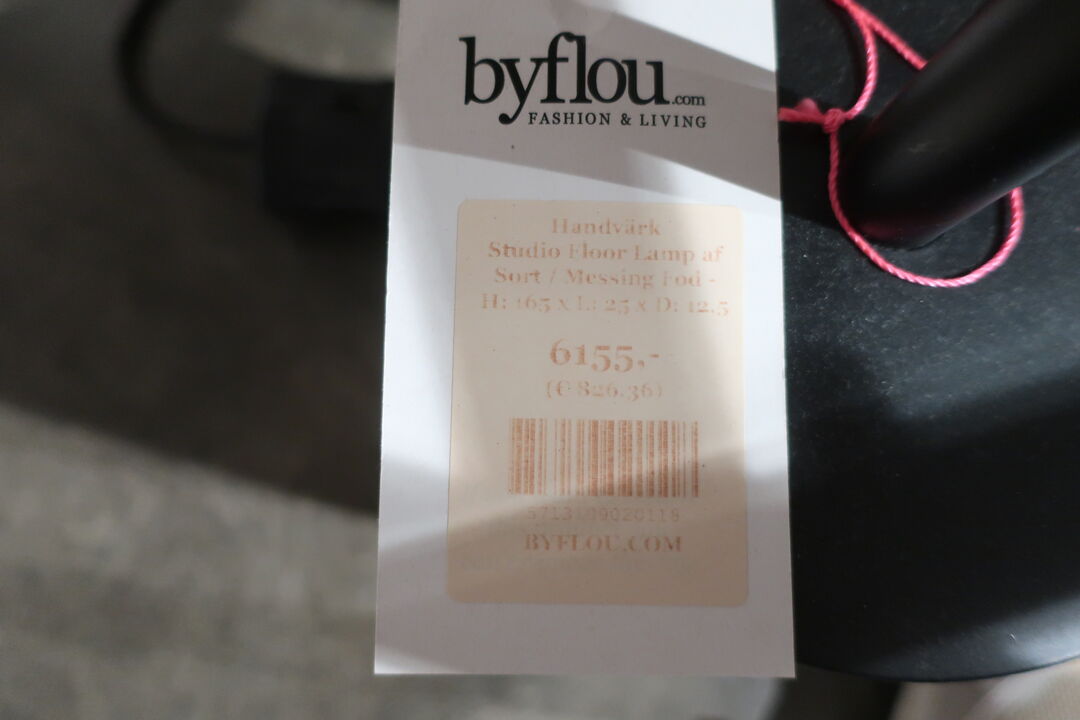 byflou.com
FASHION & LIVING
Handvärk
Studio Floor Lamp af
Sort / Messing Fod -
H: 165 x L: 25 x D: 12.5
6155,-
(€ 826.36)
5713109020118
BYFLOU.COM